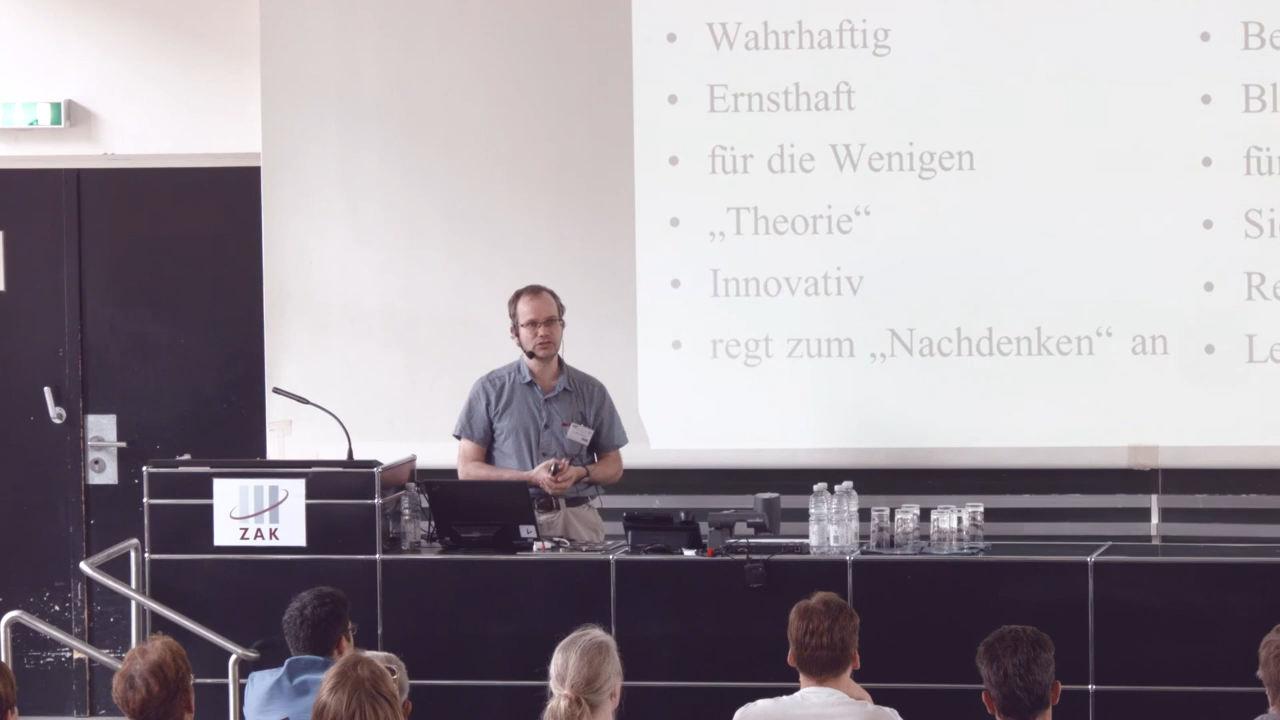 • Wahrhaftig
• Ernsthaft
• für die Wenigen
• „Theorie“
• Innovativ
• regt zum „Nachdenken“ an
ZAK